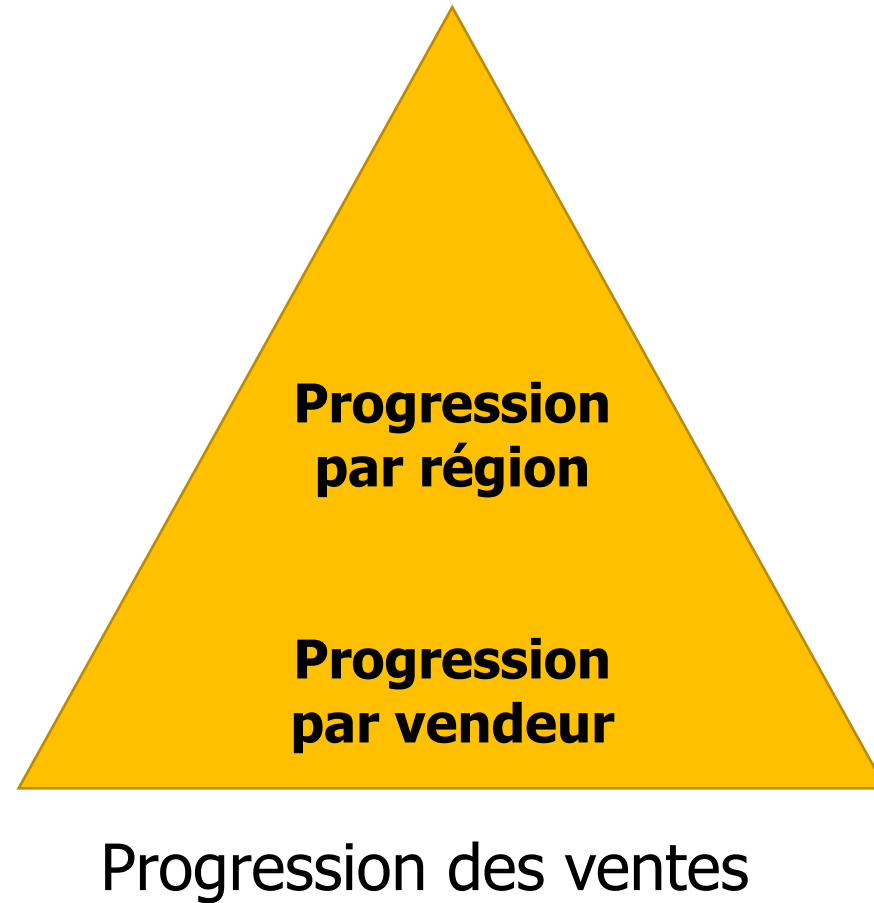 Progression
par région
Progression
par vendeur
Progression des ventes